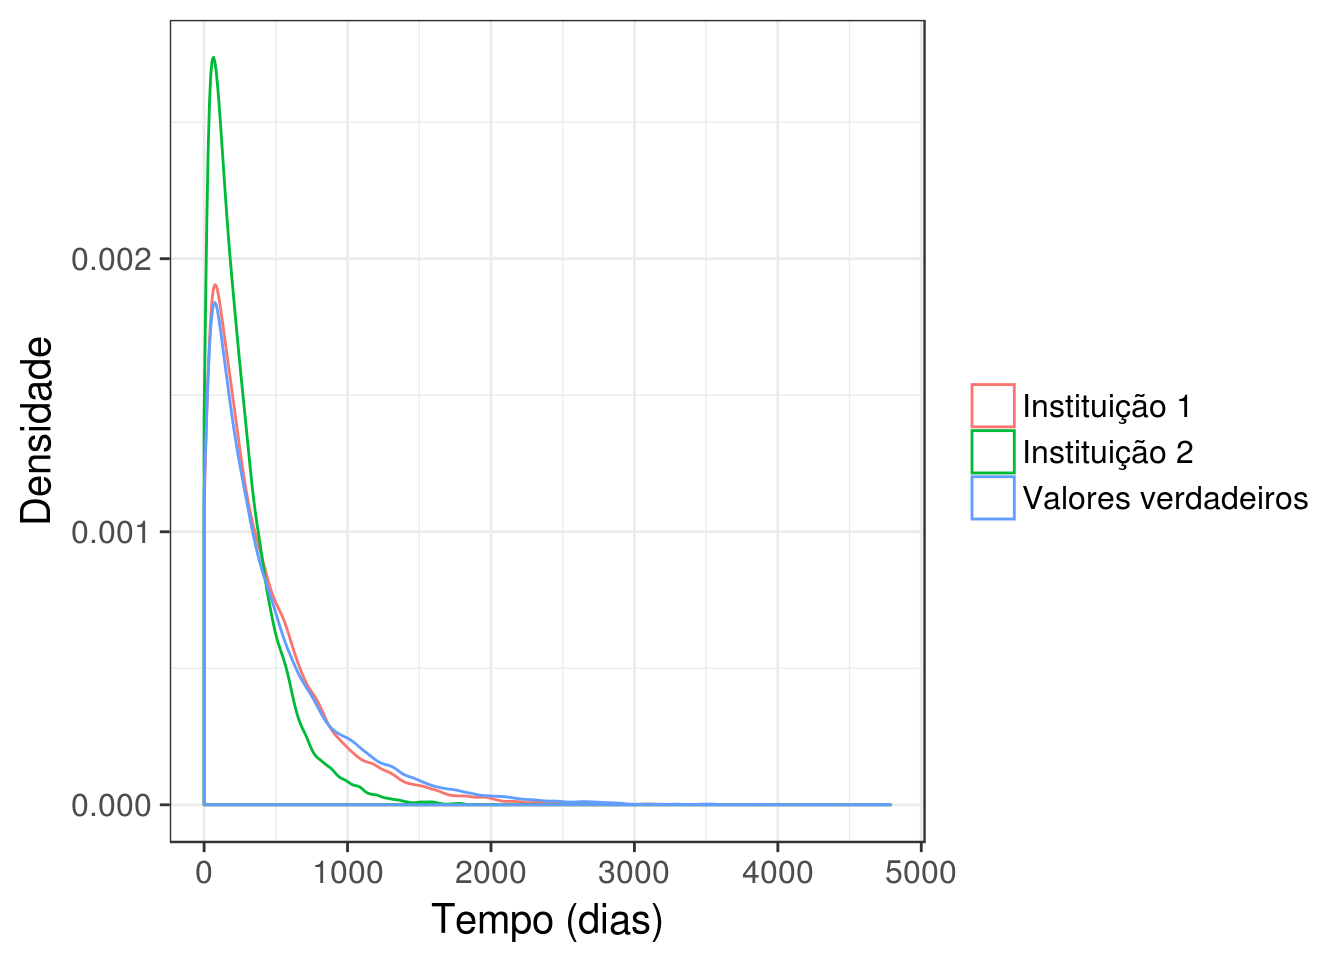 Densidade
0.002
0.001
0.000
0 1000 2000 3000 4000 5000
Tempo (dias)
Instituição 1
Instituição 2
Valores verdadeiros